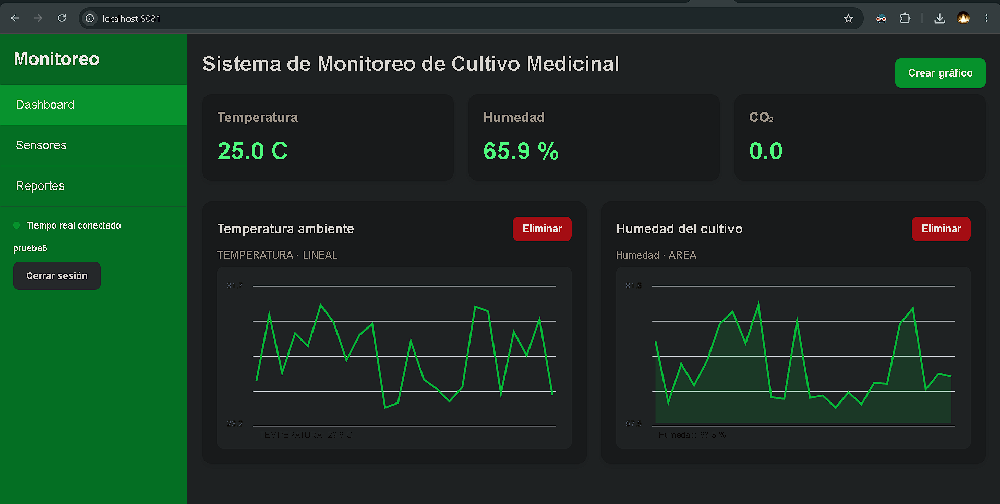 localhost:8081
Monitoreo
Dashboard
Sensores
Reportes
Tiempo real conectado
prueba6
Cerrar sesión
Sistema de Monitoreo de Cultivo Medicinal
Crear gráfico
Temperatura
25.0 C
Humedad
65.9 %
CO₂
0.0
Temperatura ambiente
Eliminar
TEMPERATURA · LINEAL
31.7
23.2
TEMPERATURA: 29.6 C
Humedad del cultivo
Eliminar
Humedad · AREA
81.6
57.5
Humedad: 63.3 %